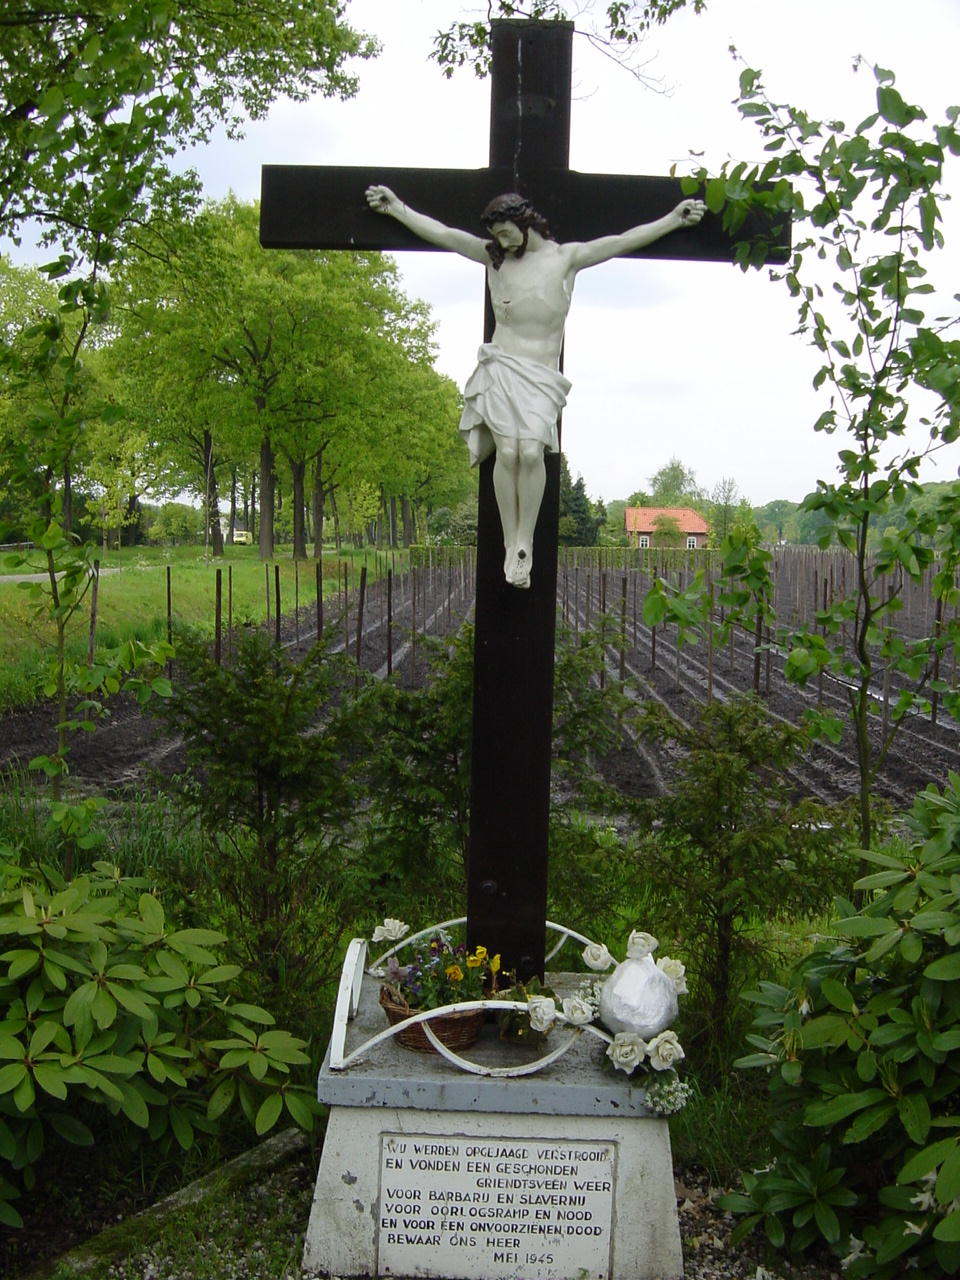 WIJ WERDEN OPGEJAAGD VERSTROOID
EN VONDEN EEN GESCHONDEN
GRIENDTSVEEN WEER
VOOR BARBARIJ EN SLAVERNIJ
VOOR OORLOGSRAMP EN NOOD
EN VOOR EEN ONVOORZIENE DOOD
BEWAAR ONS HEER
MEI 1945